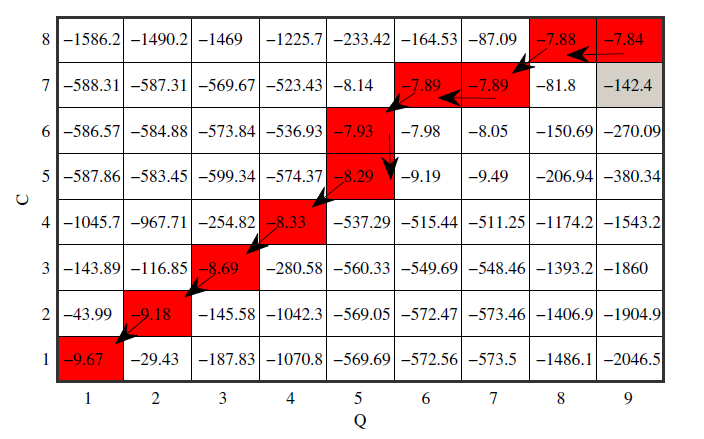 8 −1586.2 −1490.2 −1469 −1225.7 −233.42 −164.53 −87.09 −7.88 −7.84
7 −588.31 −587.31 −569.67 −523.43 −8.14 −7.89 −7.89 −81.8 −142.4
6 −586.57 −584.88 −573.84 −536.93 −7.93 −7.98 −8.05 −150.69 −270.09
5 −587.86 −583.45 −599.34 −574.37 −8.29 −9.19 −9.49 −206.94 −380.34
C
4 −1045.7 −967.71 −254.82 −8.33 −537.29 −515.44 −511.25 −1174.2 −1543.2
3 −143.89 −116.85 −8.69 −280.58 −560.33 −549.69 −548.46 −1393.2 −1860
2 −43.99 −9.18 −145.58 −1042.3 −569.05 −572.47 −573.46 −1406.9 −1904.9
1 −9.67 −29.43 −187.83 −1070.8 −569.69 −572.56 −573.5 −1486.1 −2046.5
1 2 3 4 5 6 7 8 9
Q